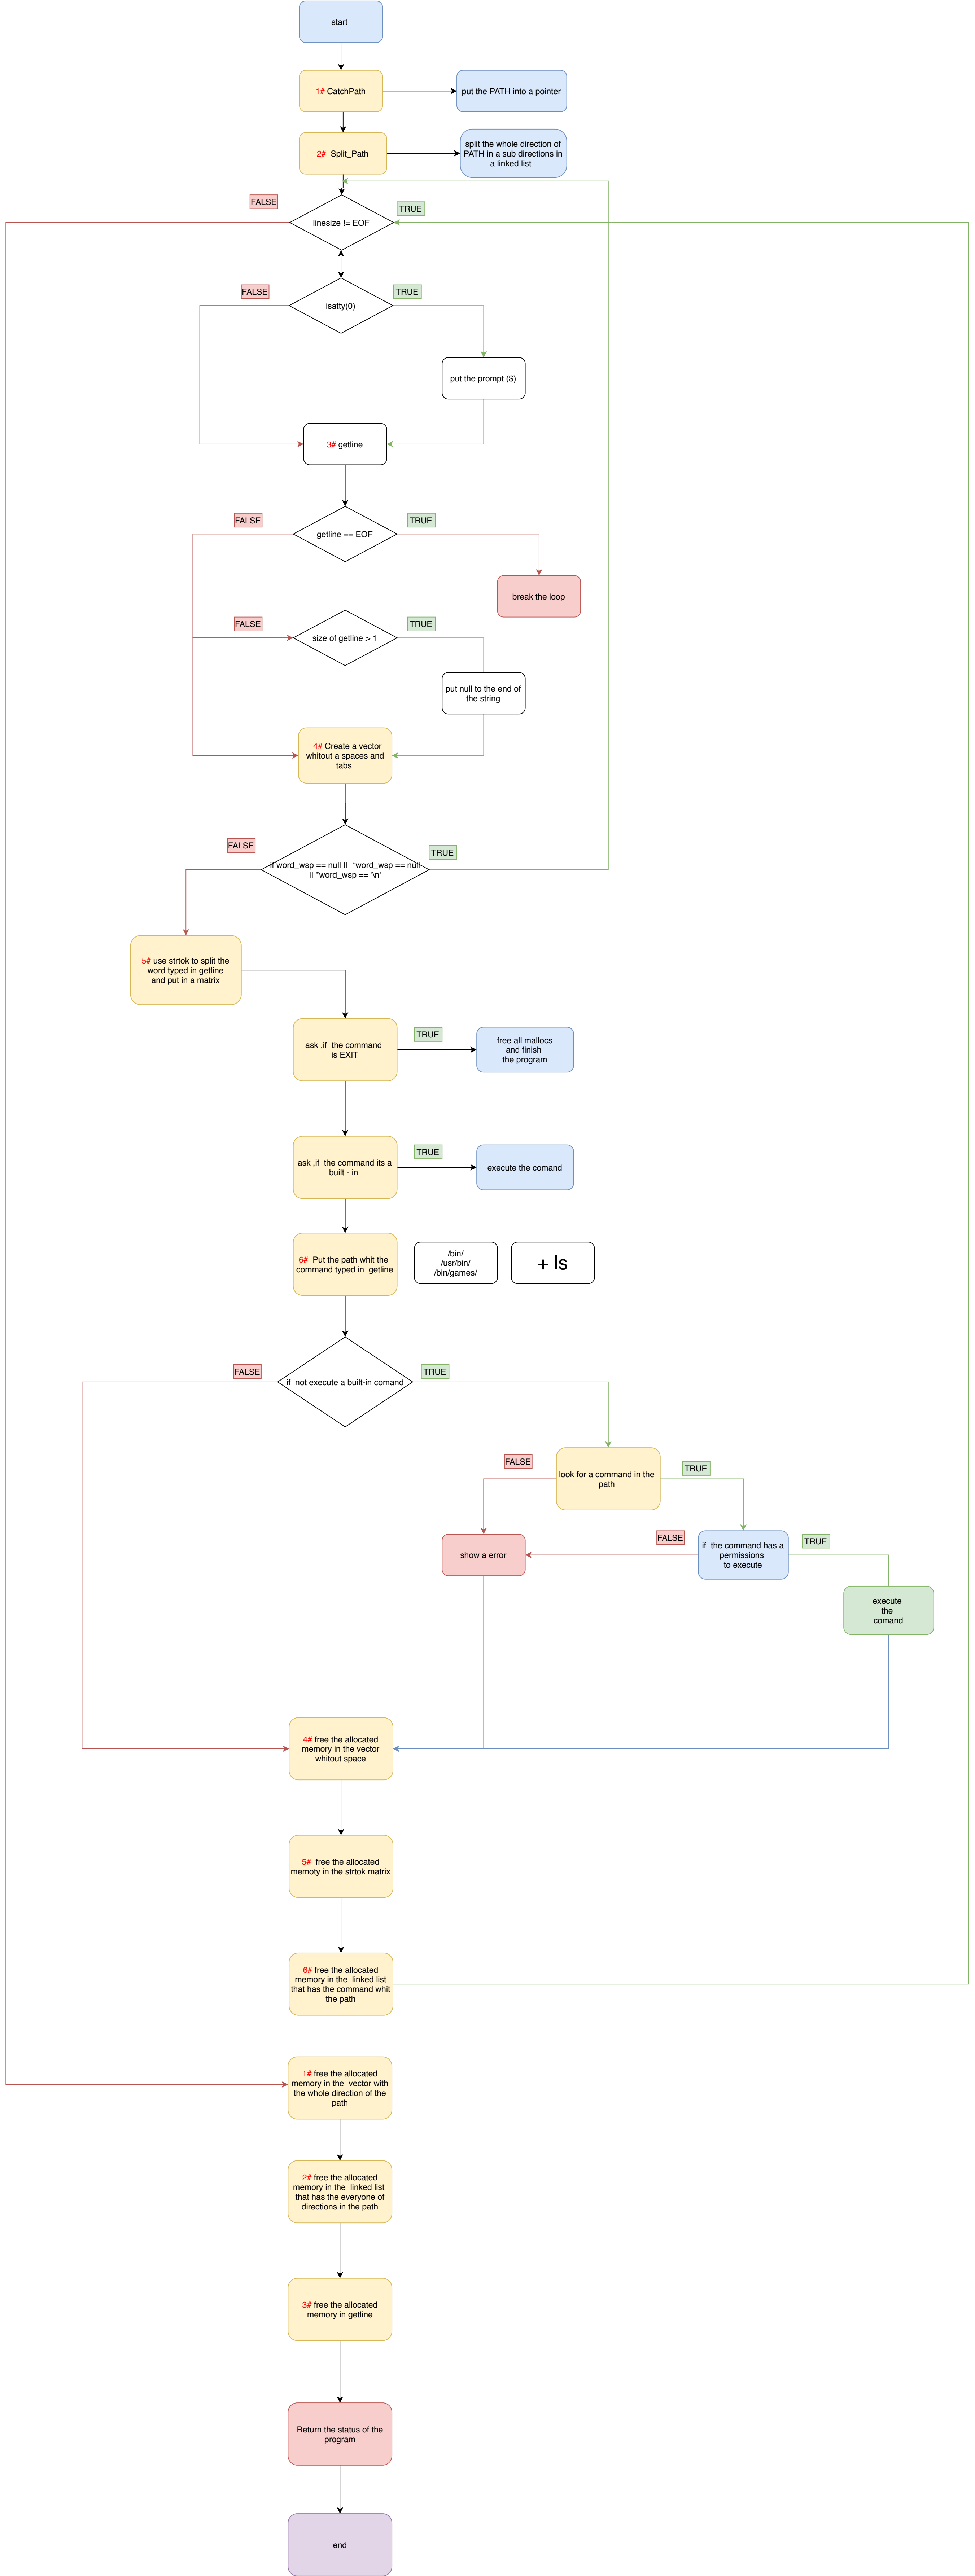 start
1# CatchPath
put the PATH into a pointer
2# Split_Path
split the whole direction of
PATH in a sub directions in
a linked list
FALSE
TRUE
linesize != EOF
FALSE
TRUE
isatty(0)
put the prompt ($)
3# getline
FALSE
TRUE
getline == EOF
break the loop
FALSE
TRUE
size of getline > 1
put null to the end of
the string
4# Create a vector
whitout a spaces and
tabs
FALSE
TRUE
if word_wsp == null || *word_wsp == null
|| *word_wsp == '\n'
5# use strtok to split the
word typed in getline
and put in a matrix
ask ,if the command
is EXIT
TRUE
free all mallocs
and finish
the program
ask ,if the command its a
built - in
TRUE
execute the comand
6# Put the path whit the
command typed in getline
/bin/
/usr/bin/
/bin/games/
+ ls
FALSE
TRUE
if not execute a built-in comand
FALSE
look for a command in the
path
TRUE
show a error
FALSE
if the command has a
permissions
to execute
TRUE
execute
the
comand
4# free the allocated
memory in the vector
whitout space
5# free the allocated
memoty in the strtok matrix
6# free the allocated
memory in the linked list
that has the command whit
the path
1# free the allocated
memory in the vector with
the whole direction of the
path
2# free the allocated
memory in the linked list
that has the everyone of
directions in the path
3# free the allocated
memory in getline
Return the status of the
program
end